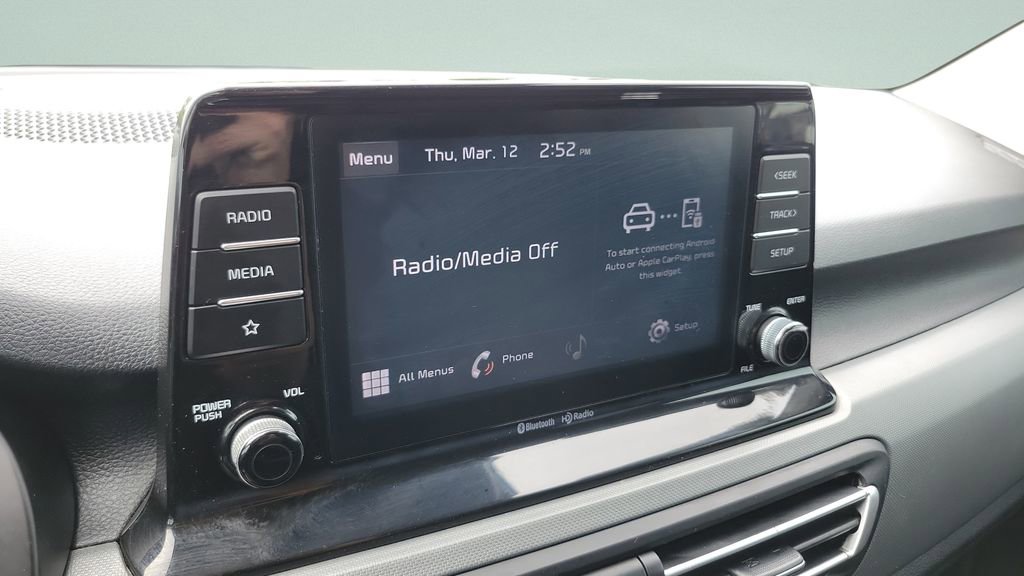 Menu Thu, Mar. 12 2:52 PM
Radio/Media Off
To start connecting Android
Auto or Apple CarPlay, press
this widget.
All Menus Phone Setup
RADIO
MEDIA
POWER
PUSH
VOL
<SEEK
TRACK>
SETUP
TUNE
ENTER
FILE
Bluetooth HD Radio